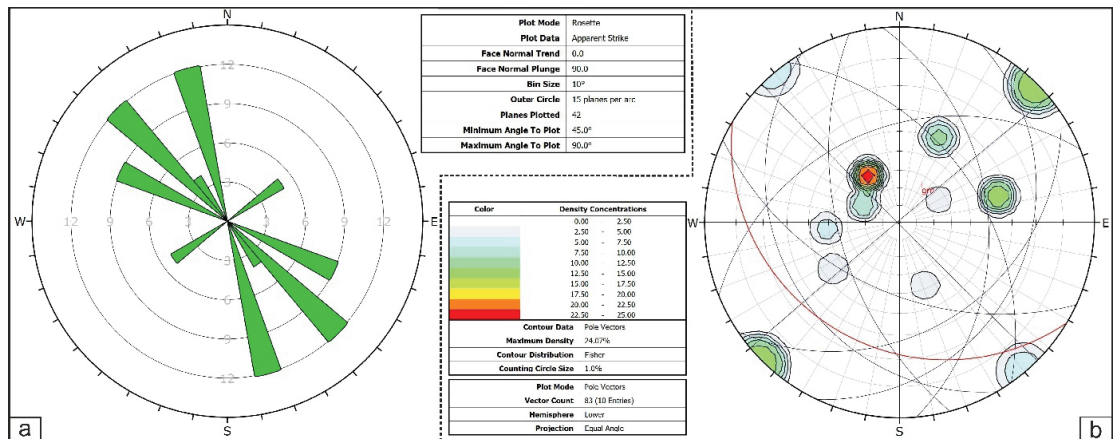 N
12
9
6
3
W
12
9
6
3
3
6
9
12
E
3
6
9
12
S
a
Plot Mode Rosette
Plot Data Apparent Strike
Face Normal Trend 0.0
Face Normal Plunge 90.0
Bin Size 10°
Outer Circle 15 planes per arc
Planes Plotted 42
Minimum Angle To Plot 45.0°
Maximum Angle To Plot 90.0°
Color Density Concentrations
0.00 - 2.50
2.50 - 5.00
5.00 - 7.50
7.50 - 10.00
10.00 - 12.50
12.50 - 15.00
15.00 - 17.50
17.50 - 20.00
20.00 - 22.50
22.50 - 25.00
Contour Data Pole Vectors
Maximum Density 24.07%
Contour Distribution Fisher
Counting Circle Size 1.0%
Plot Mode Pole Vectors
Vector Count 83 (10 Entries)
Hemisphere Lower
Projection Equal Angle
N
W
E
S
b